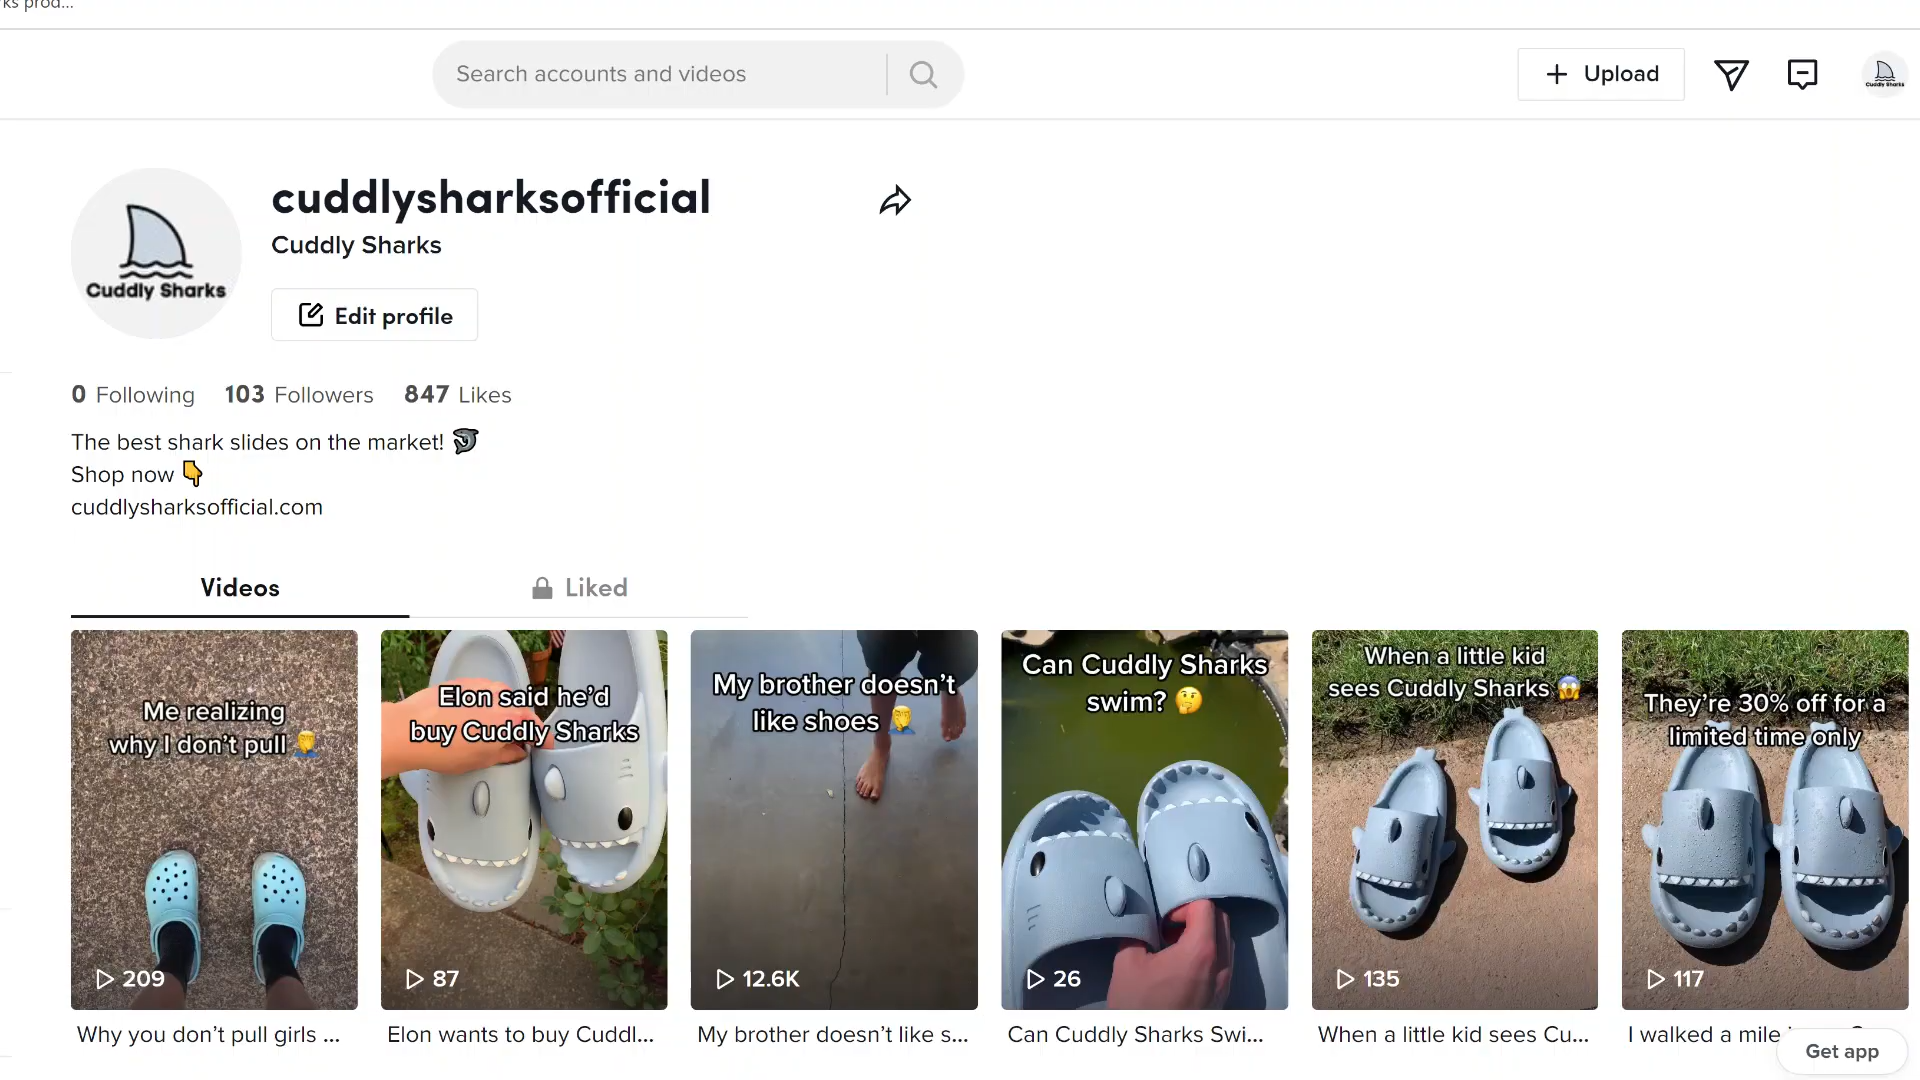 Search accounts and videos
Upload
Cuddly Sharks
cuddlysharksofficial
Cuddly Sharks
Cuddly Sharks
Edit profile
0 Following 103 Followers 847 Likes
The best shark slides on the market! 🦈
Shop now 👇
cuddlysharksofficial.com
Videos
Liked
Me realizing
why I don't pull 🤦‍♂️
209
Why you don't pull girls ...
Elon said he'd
buy Cuddly Sharks
87
Elon wants to buy Cuddl...
My brother doesn't
like shoes 🤦‍♂️
12.6K
My brother doesn't like s...
Can Cuddly Sharks
swim? 🤔
26
Can Cuddly Sharks Swi...
When a little kid
sees Cuddly Sharks 😱
135
When a little kid sees Cu...
They're 30% off for a
limited time only
117
I walked a mile
Get app